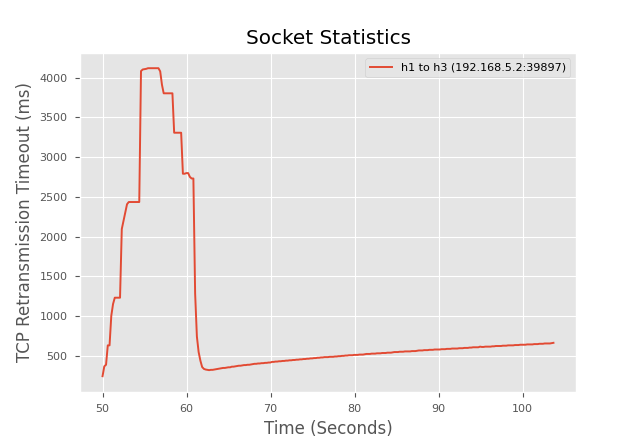 Socket Statistics
h1 to h3 (192.168.5.2:39897)
TCP Retransmission Timeout (ms)
4000
3500
3000
2500
2000
1500
1000
500
50 60 70 80 90 100
Time (Seconds)